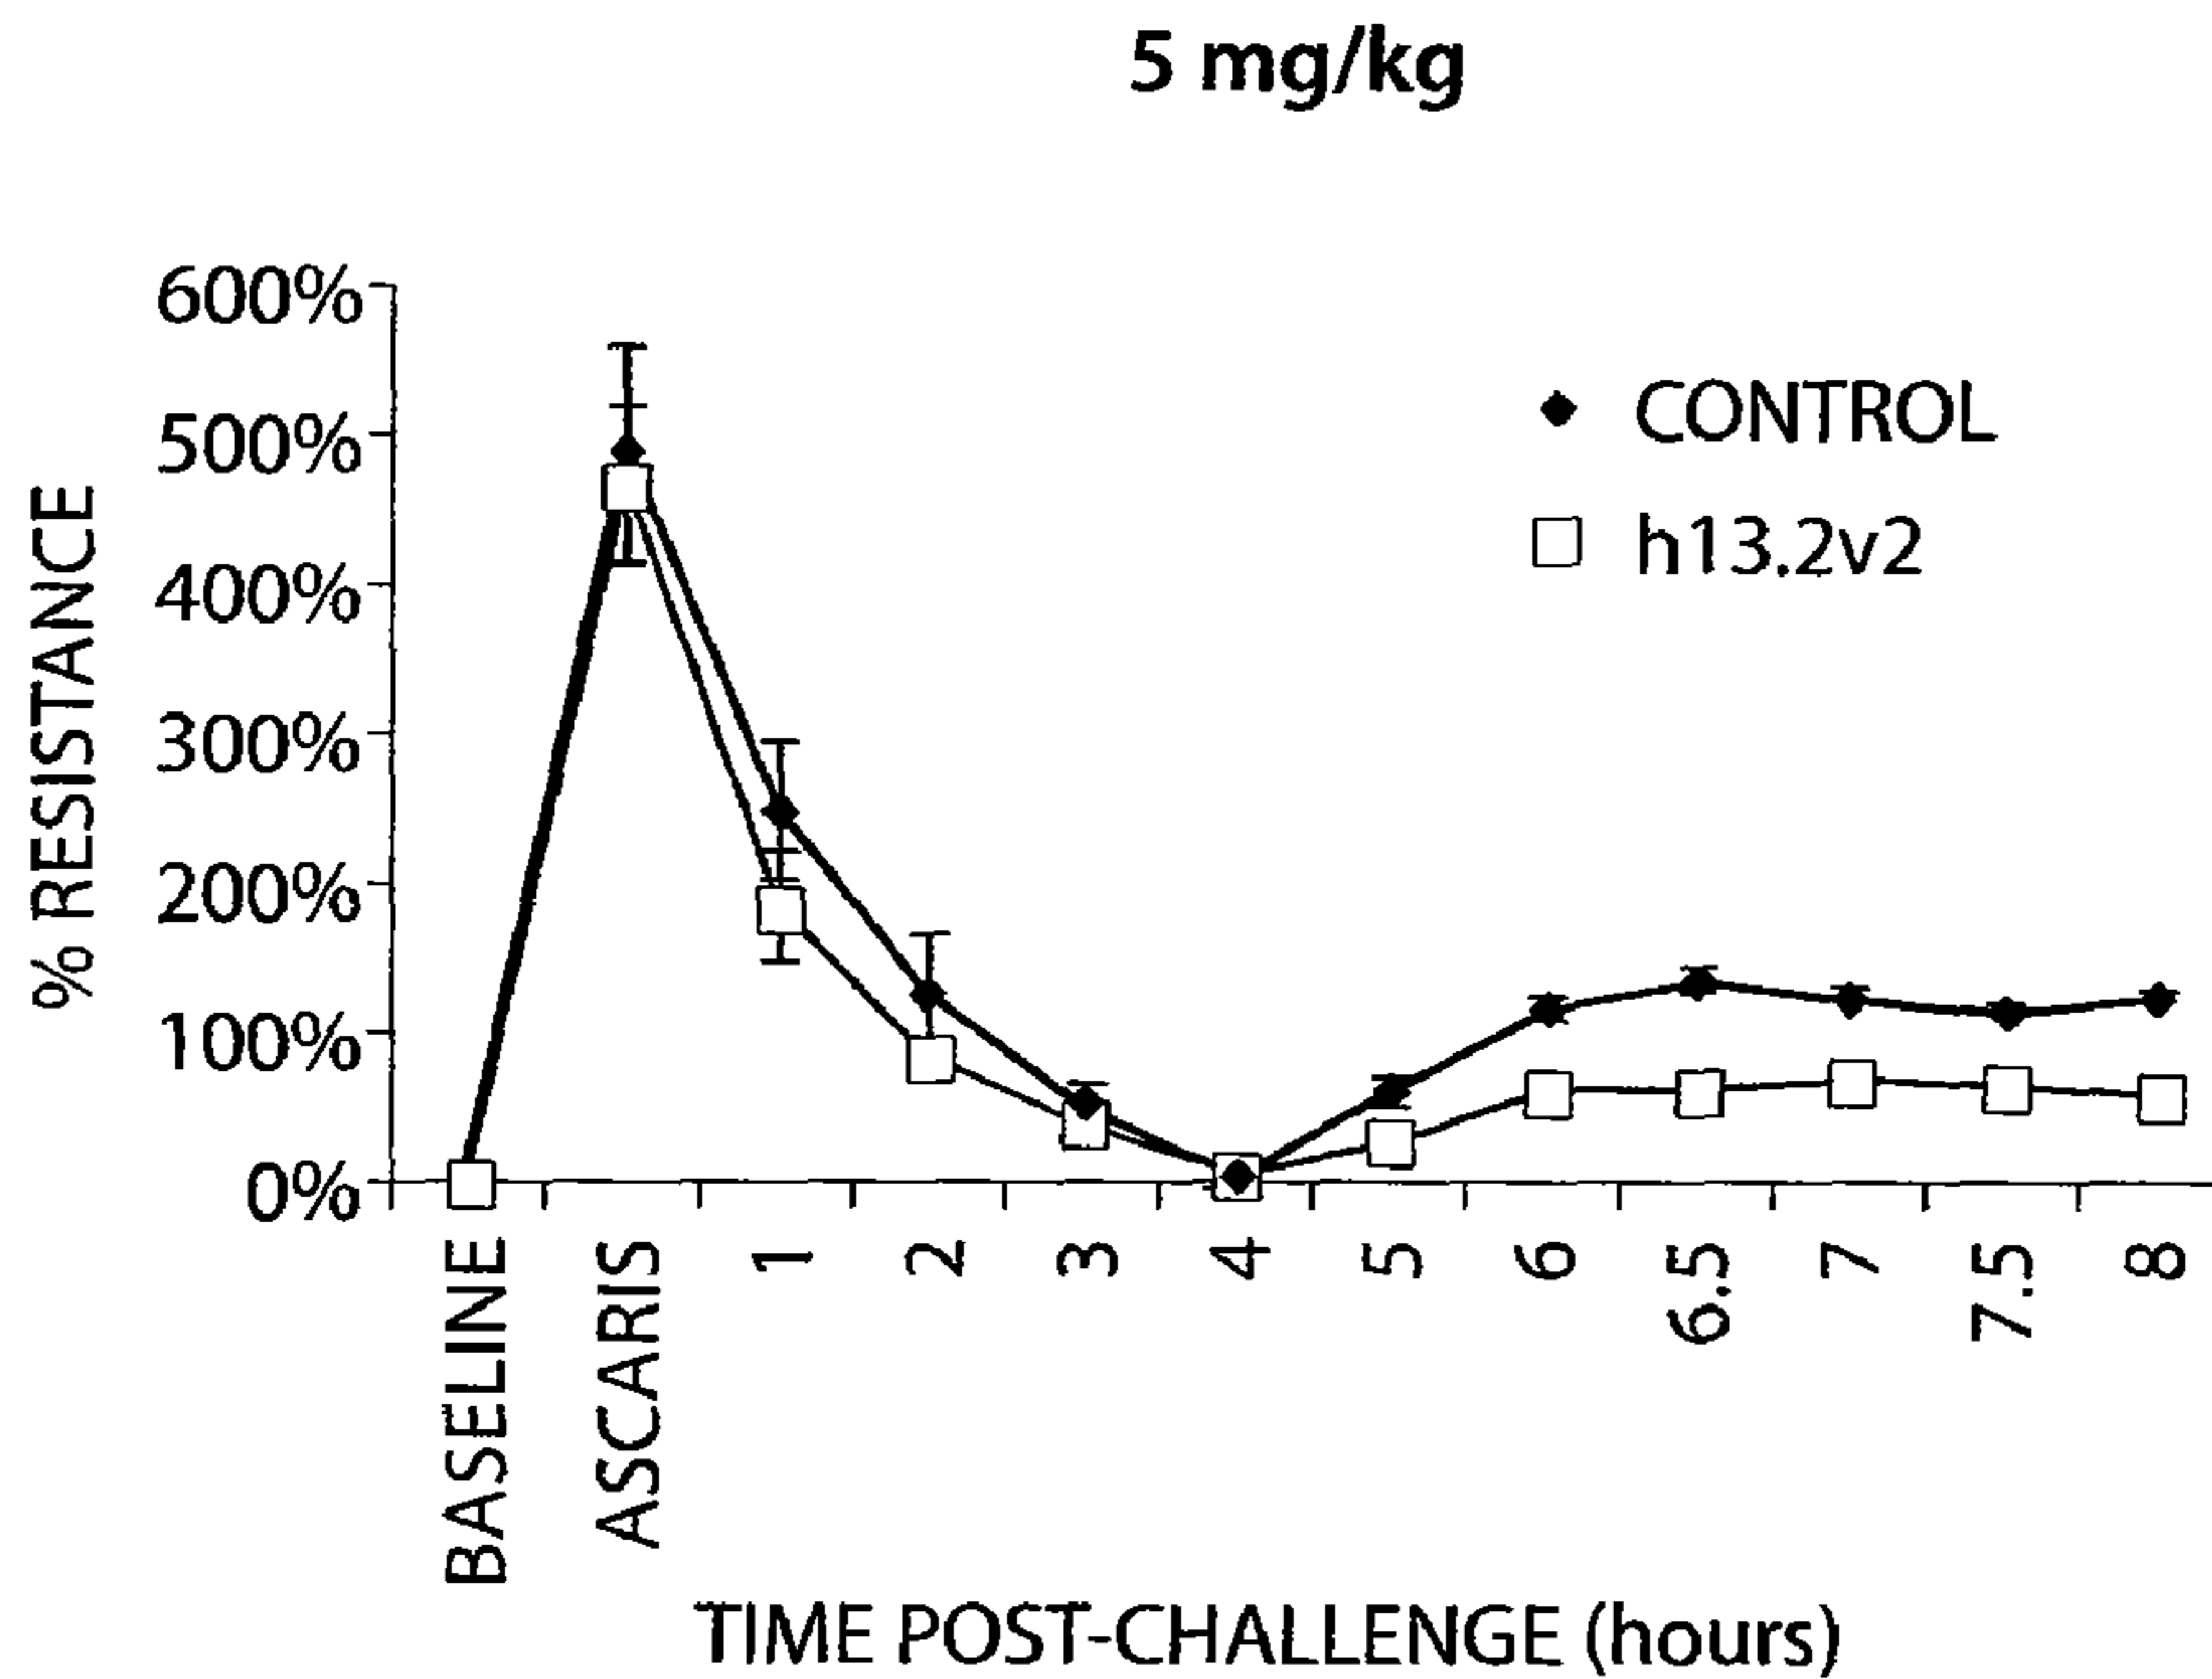 5 mg/kg
600%
500%
400%
300%
200%
100%
0%
% RESISTANCE
CONTROL
h13.2v2
BASELINE
ASCARIS
1
2
3
4
5
6
6.5
7
7.5
8
TIME POST-CHALLENGE (hours)